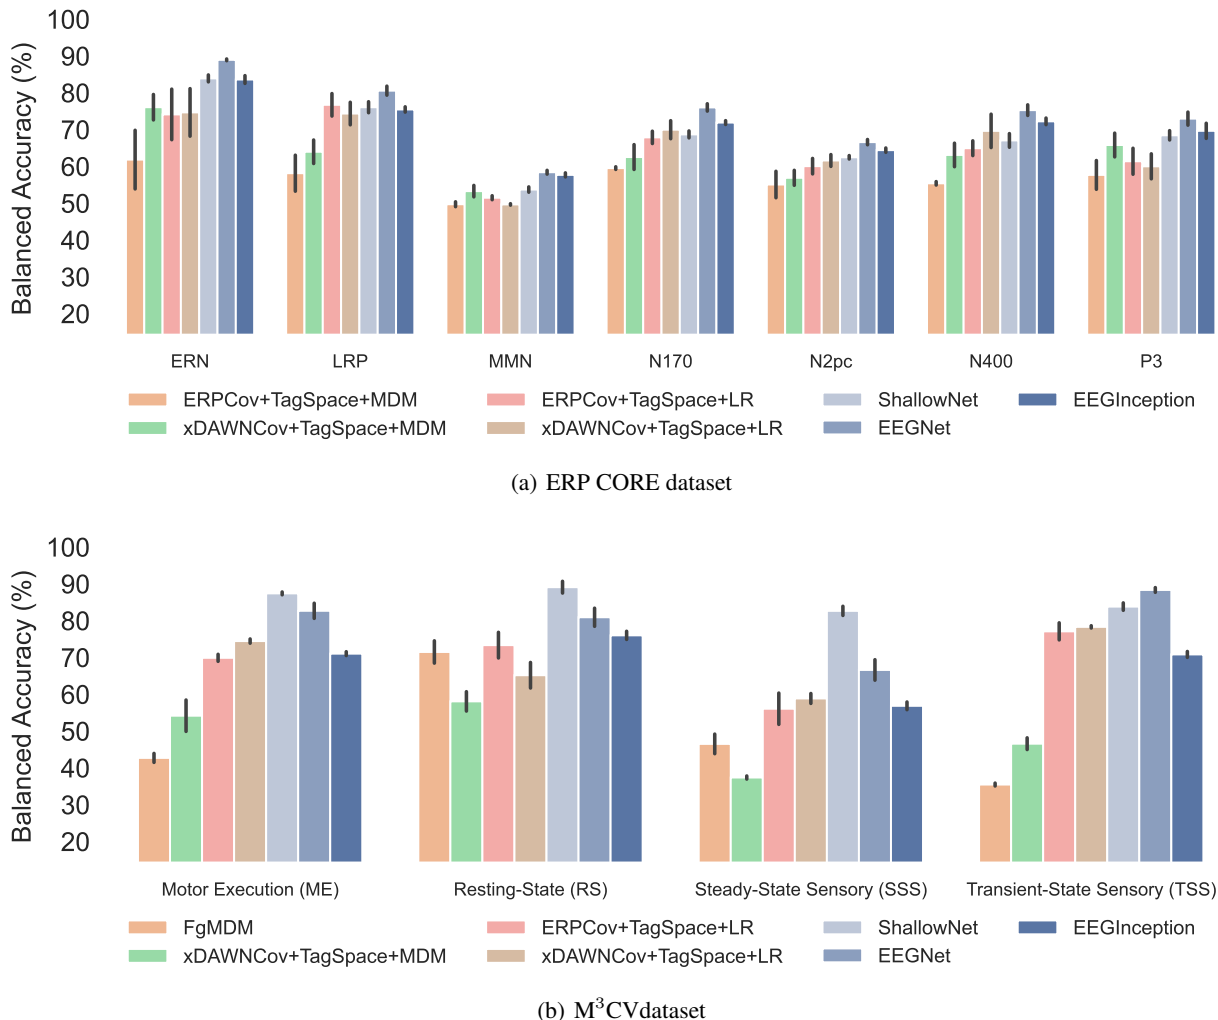 100
90
80
70
60
50
40
30
20
Balanced Accuracy (%)
ERN LRP MMN N170 N2pc N400 P3
ERPCov+TagSpace+MDM ERPCov+TagSpace+LR ShallowNet EEGInception
xDAWNCov+TagSpace+MDM xDAWNCov+TagSpace+LR EEGNet
(a) ERP CORE dataset
100
90
80
70
60
50
40
30
20
Balanced Accuracy (%)
Motor Execution (ME) Resting-State (RS) Steady-State Sensory (SSS) Transient-State Sensory (TSS)
FgMDM ERPCov+TagSpace+LR ShallowNet EEGInception
xDAWNCov+TagSpace+MDM xDAWNCov+TagSpace+LR EEGNet
(b) M³CVdataset